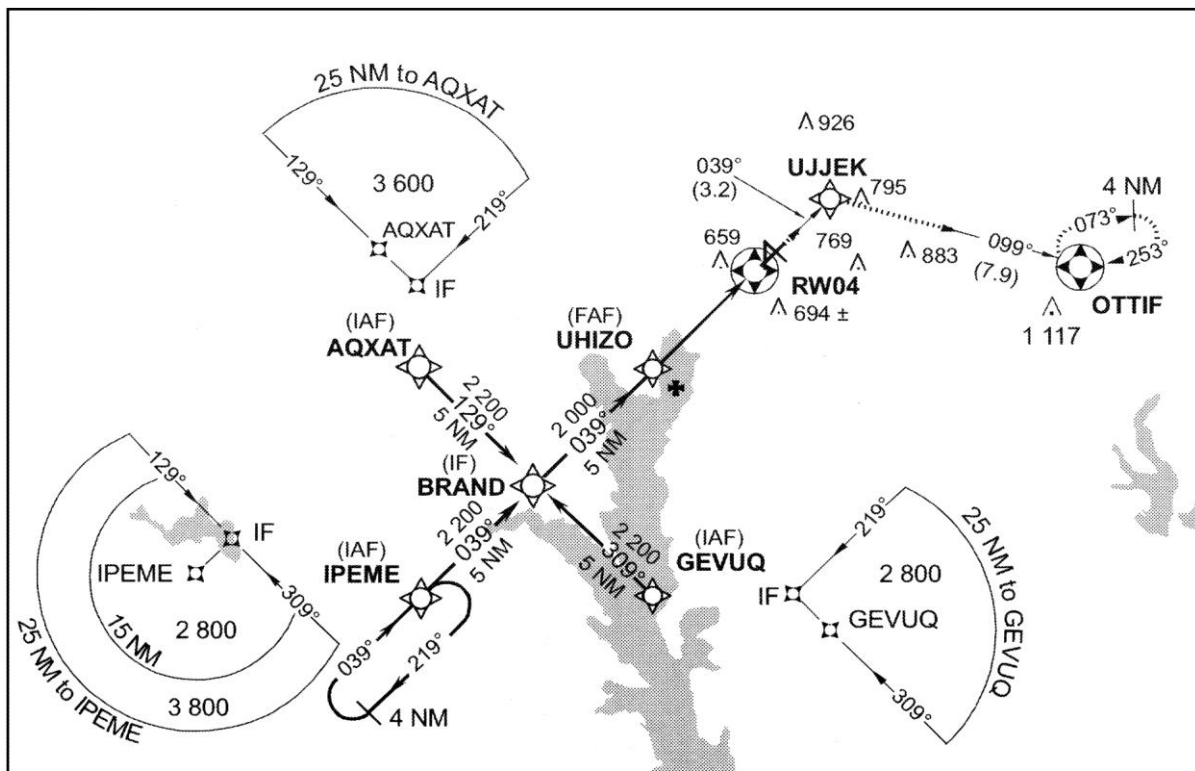 25 NM to AQXAT
129°
3 600
219°
AQXAT
IF
926
039°
(3.2)
UJJEK
795
4 NM
073°
253°
659
769
883
099°
(7.9)
RW04
694 ±
OTTIF
1 117
(IAF)
AQXAT
(FAF)
UHIZO
2 200
129°
5 NM
2 000
039°
5 NM
(IF)
BRAND
2 200
039°
5 NM
2 200
309°
5 NM
(IAF)
IPEME
(IAF)
GEVUQ
039°
219°
4 NM
129°
IF
IPEME
309°
2 800
15 NM
3 800
25 NM to IPEME
219°
2 800
IF
GEVUQ
309°
25 NM to GEVUQ